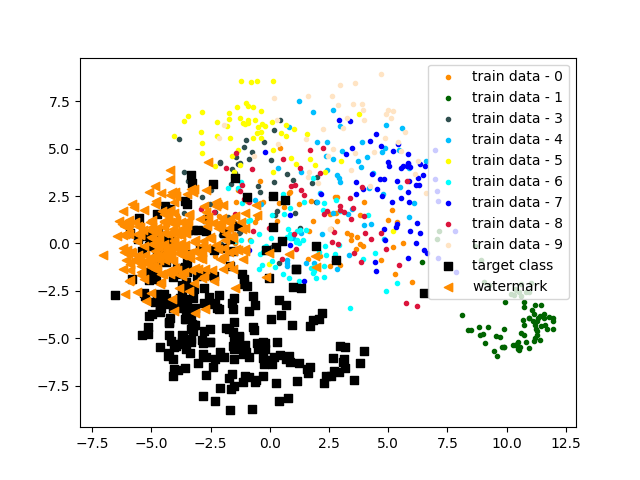 7.5
5.0
2.5
0.0
−2.5
−5.0
−7.5
−7.5
−5.0
−2.5
0.0
2.5
5.0
7.5
10.0
12.5
train data - 0
train data - 1
train data - 3
train data - 4
train data - 5
train data - 6
train data - 7
train data - 8
train data - 9
target class
watermark